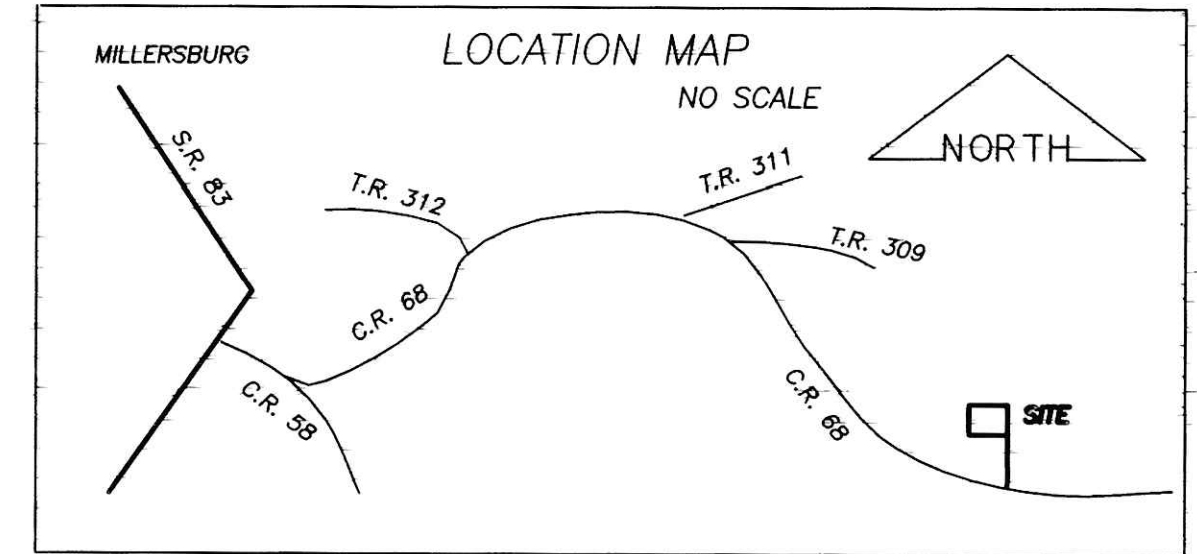 LOCATION MAP
MILLERSBURG
NO SCALE
NORTH
S.R. 83
T.R. 312
T.R. 311
T.R. 309
C.R. 68
C.R. 58
C.R. 68
SITE